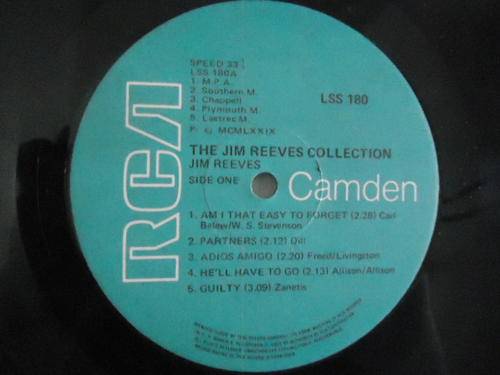 RCA
SPEED 33⅓
LSS 180A
1. M.P.A.
2. Southern M.
3. Chappell
4. Plymouth M.
5. Laetrec M.
P. © MCMLXXIX
LSS 180
THE JIM REEVES COLLECTION
JIM REEVES
SIDE ONE
Camden
1. AM I THAT EASY TO FORGET (2.28) Carl
Belew/W. S. Stevenson
2. PARTNERS (2.12) Dill
3. ADIOS AMIGO (2.20) Freed/Livingston
4. HE'LL HAVE TO GO (2.13) Allison/Allison
5. GUILTY (3.09) Zanetis